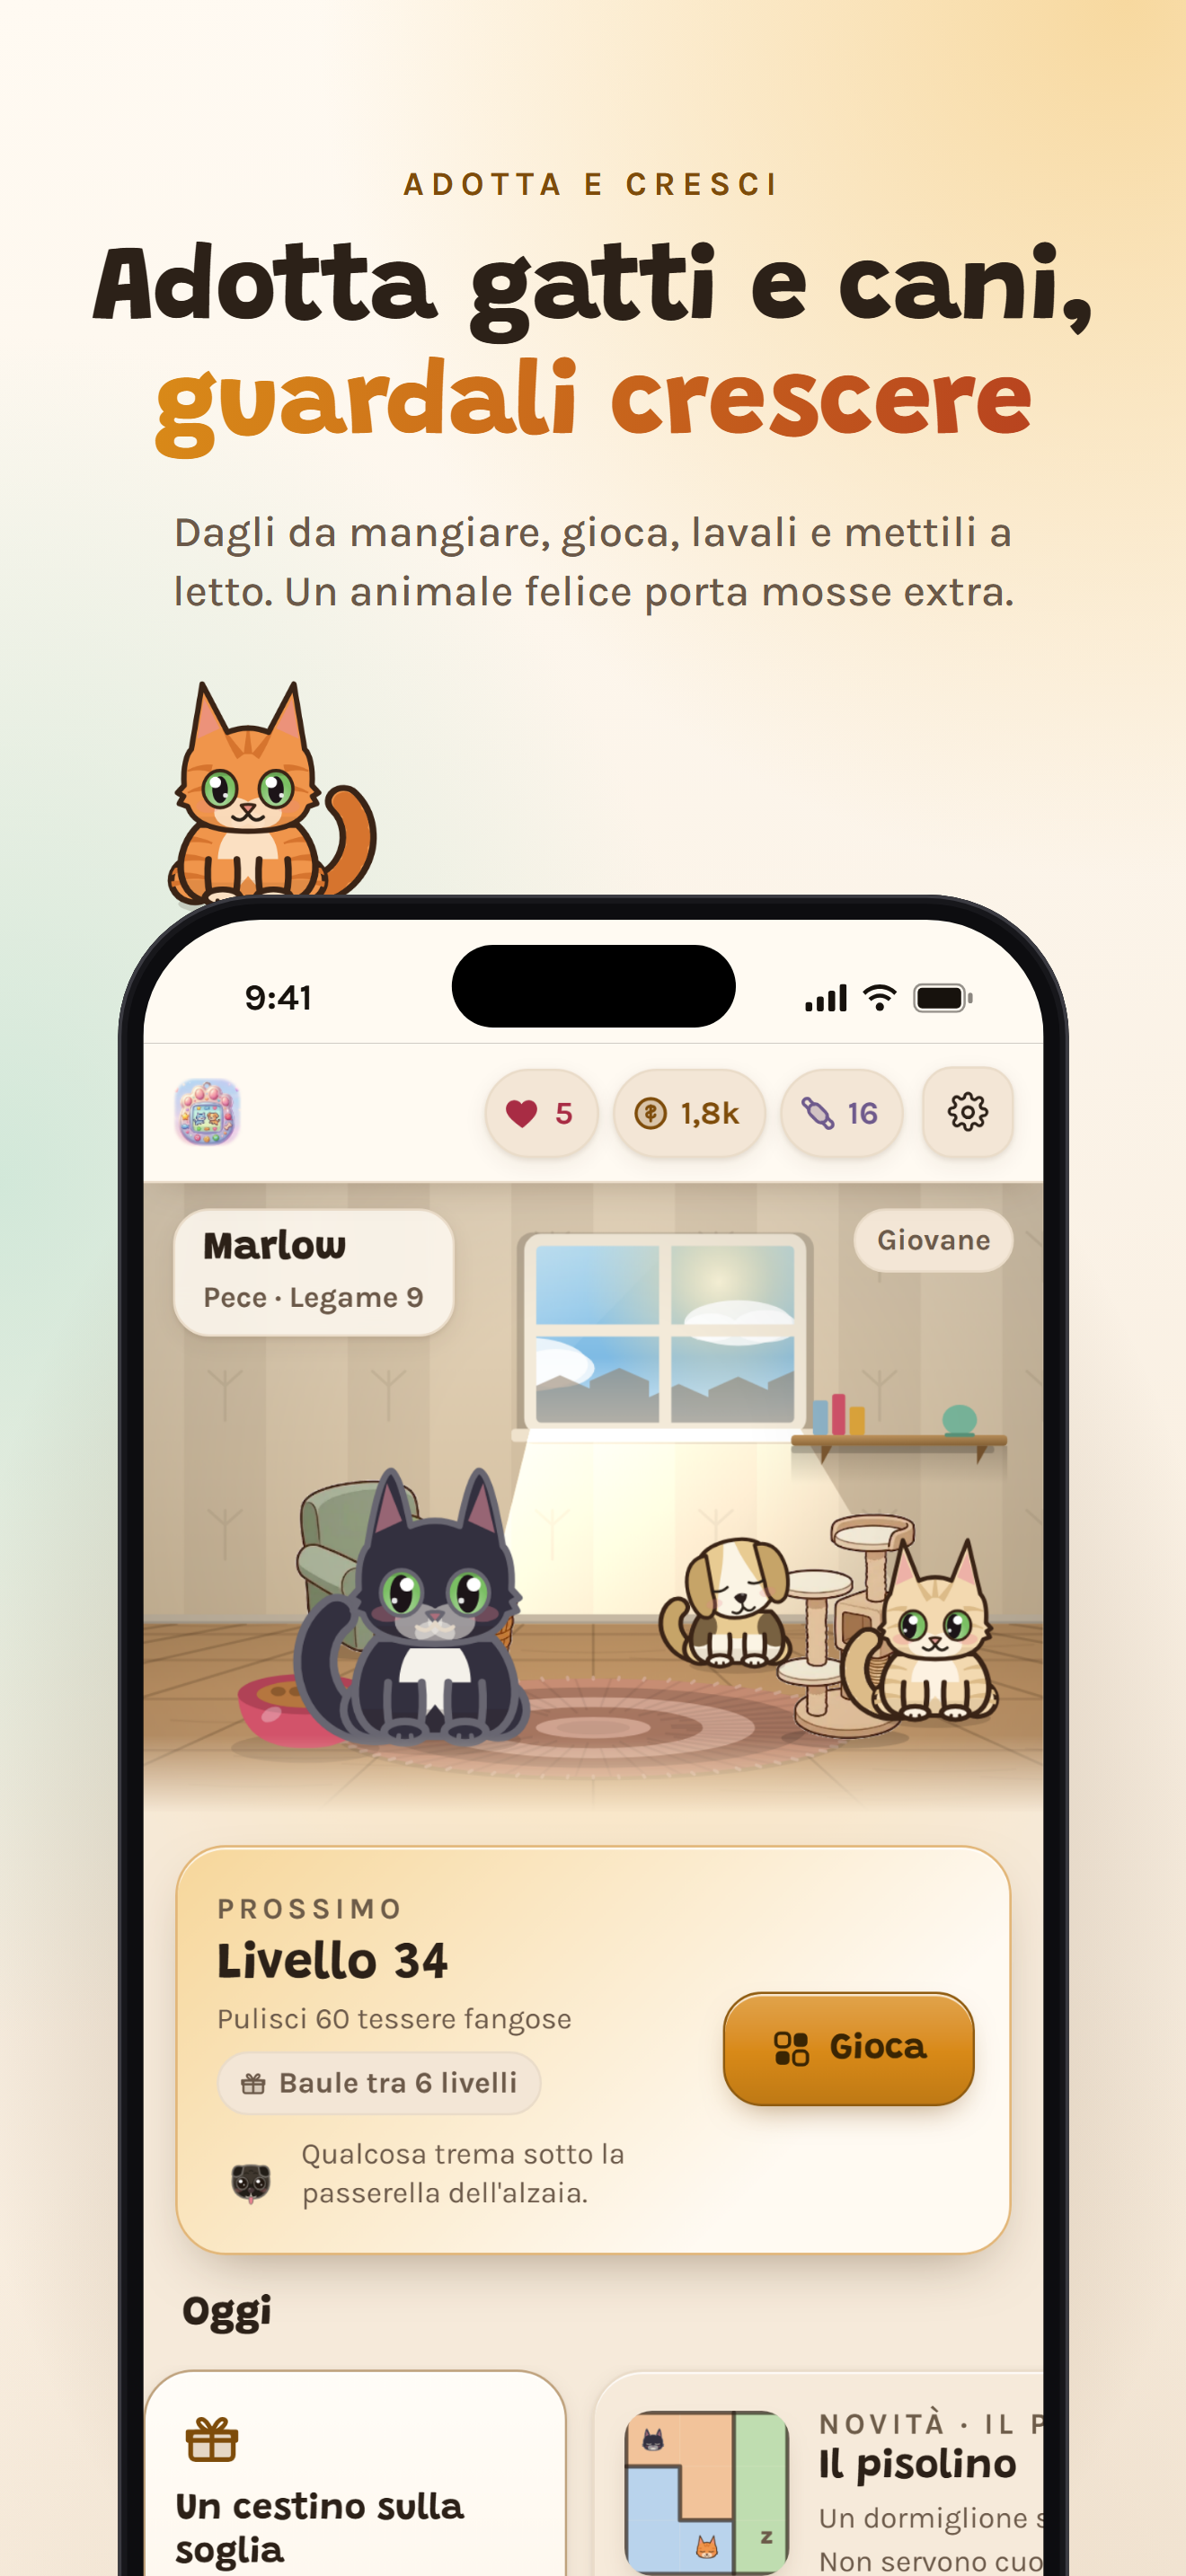 ADOTTA E CRESCI
Adotta gatti e cani,
guardali crescere
Dagli da mangiare, gioca, lavali e mettili a
letto. Un animale felice porta mosse extra.
9:41
5
1,8k
16
Marlow
Pece · Legame 9
Giovane
PROSSIMO
Livello 34
Pulisci 60 tessere fangose
Baule tra 6 livelli
Gioca
Qualcosa trema sotto la
passerella dell'alzaia.
Oggi
Un cestino sulla
soglia
z
NOVITÀ · IL
Il pisolino
Un dormiglione
Non servono